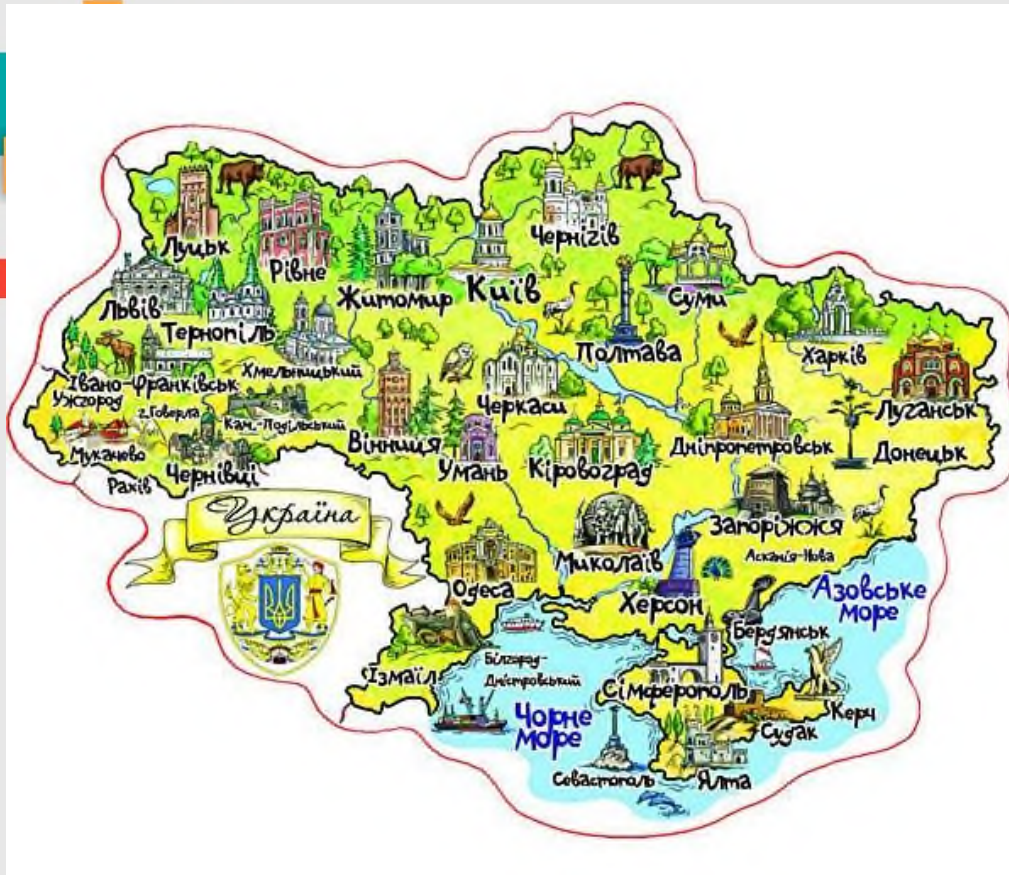 Луцьк
Рівне
Житомир
Київ
Чернігів
Суми
Львів
Тернопіль
Хмельницький
Полтава
Харків
Івано-Франківськ
Ужгород
г.Говерла
Кам.-Подільський
Мукачево
Рахів
Чернівці
Вінниця
Умань
Черкаси
Кіровоград
Дніпропетровськ
Луганськ
Донецьк
Україна
Запоріжжя
Асканія-Нова
Миколаїв
Одеса
Херсон
Азовське
море
Бердянськ
Ізмаїл
Білгород-
Дністровський
Сімферополь
Керч
Судак
Чорне
море
Севастополь
Ялта